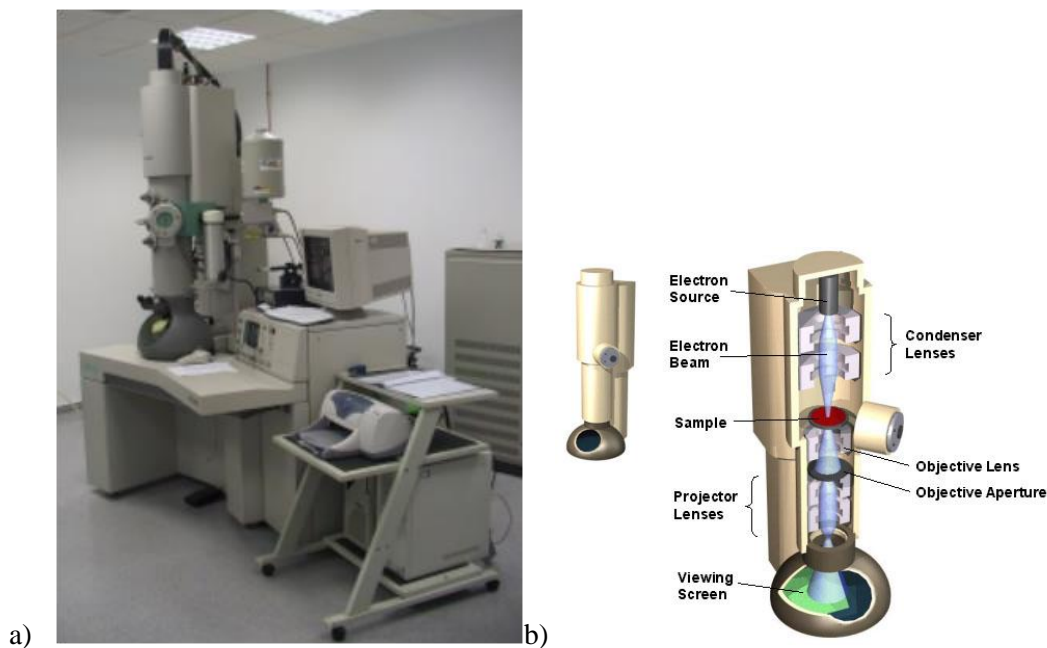 Electron
Source
Electron
Beam
Condenser
Lenses
Sample
Objective Lens
Objective Aperture
Projector
Lenses
Viewing
Screen
a)
b)